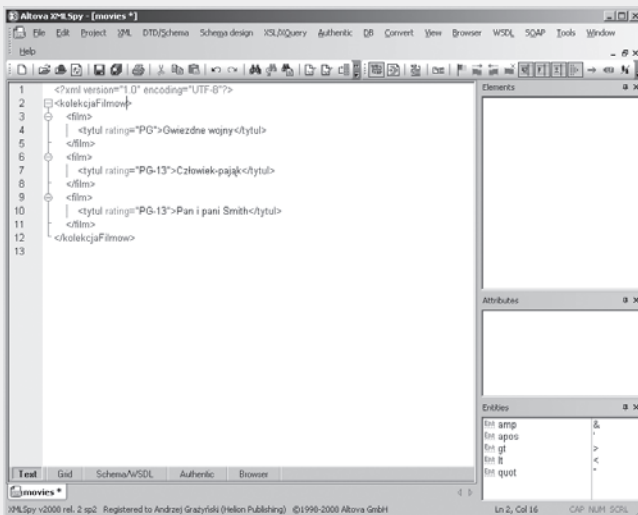 Altova XMLSpy - [movies *]
File Edit Project XML DTD/Schema Schema design XSL/XQuery Authentic DB Convert View Browser WSDL SOAP Tools Window
Help
1 <?xml version="1.0" encoding="UTF-8"?>
2 <kolekcjaFilmow>
3 <film>
4 <tytul rating="PG">Gwiezdne wojny</tytul>
5 </film>
6 <film>
7 <tytul rating="PG-13">Człowiek-pająk</tytul>
8 </film>
9 <film>
10 <tytul rating="PG-13">Pan i pani Smith</tytul>
11 </film>
12 </kolekcjaFilmow>
13
Elements
Attributes
Entities
Ent amp &
Ent apos '
Ent gt >
Ent lt <
Ent quot "
Text Grid Schema/WSDL Authentic Browser
movies *
XMLSpy v2008 rel. 2 sp2 Registered to Andrzej Grażyński (Helion Publishing) ©1998-2008 Altova GmbH Ln 2, Col 16 CAP NUM SCRL